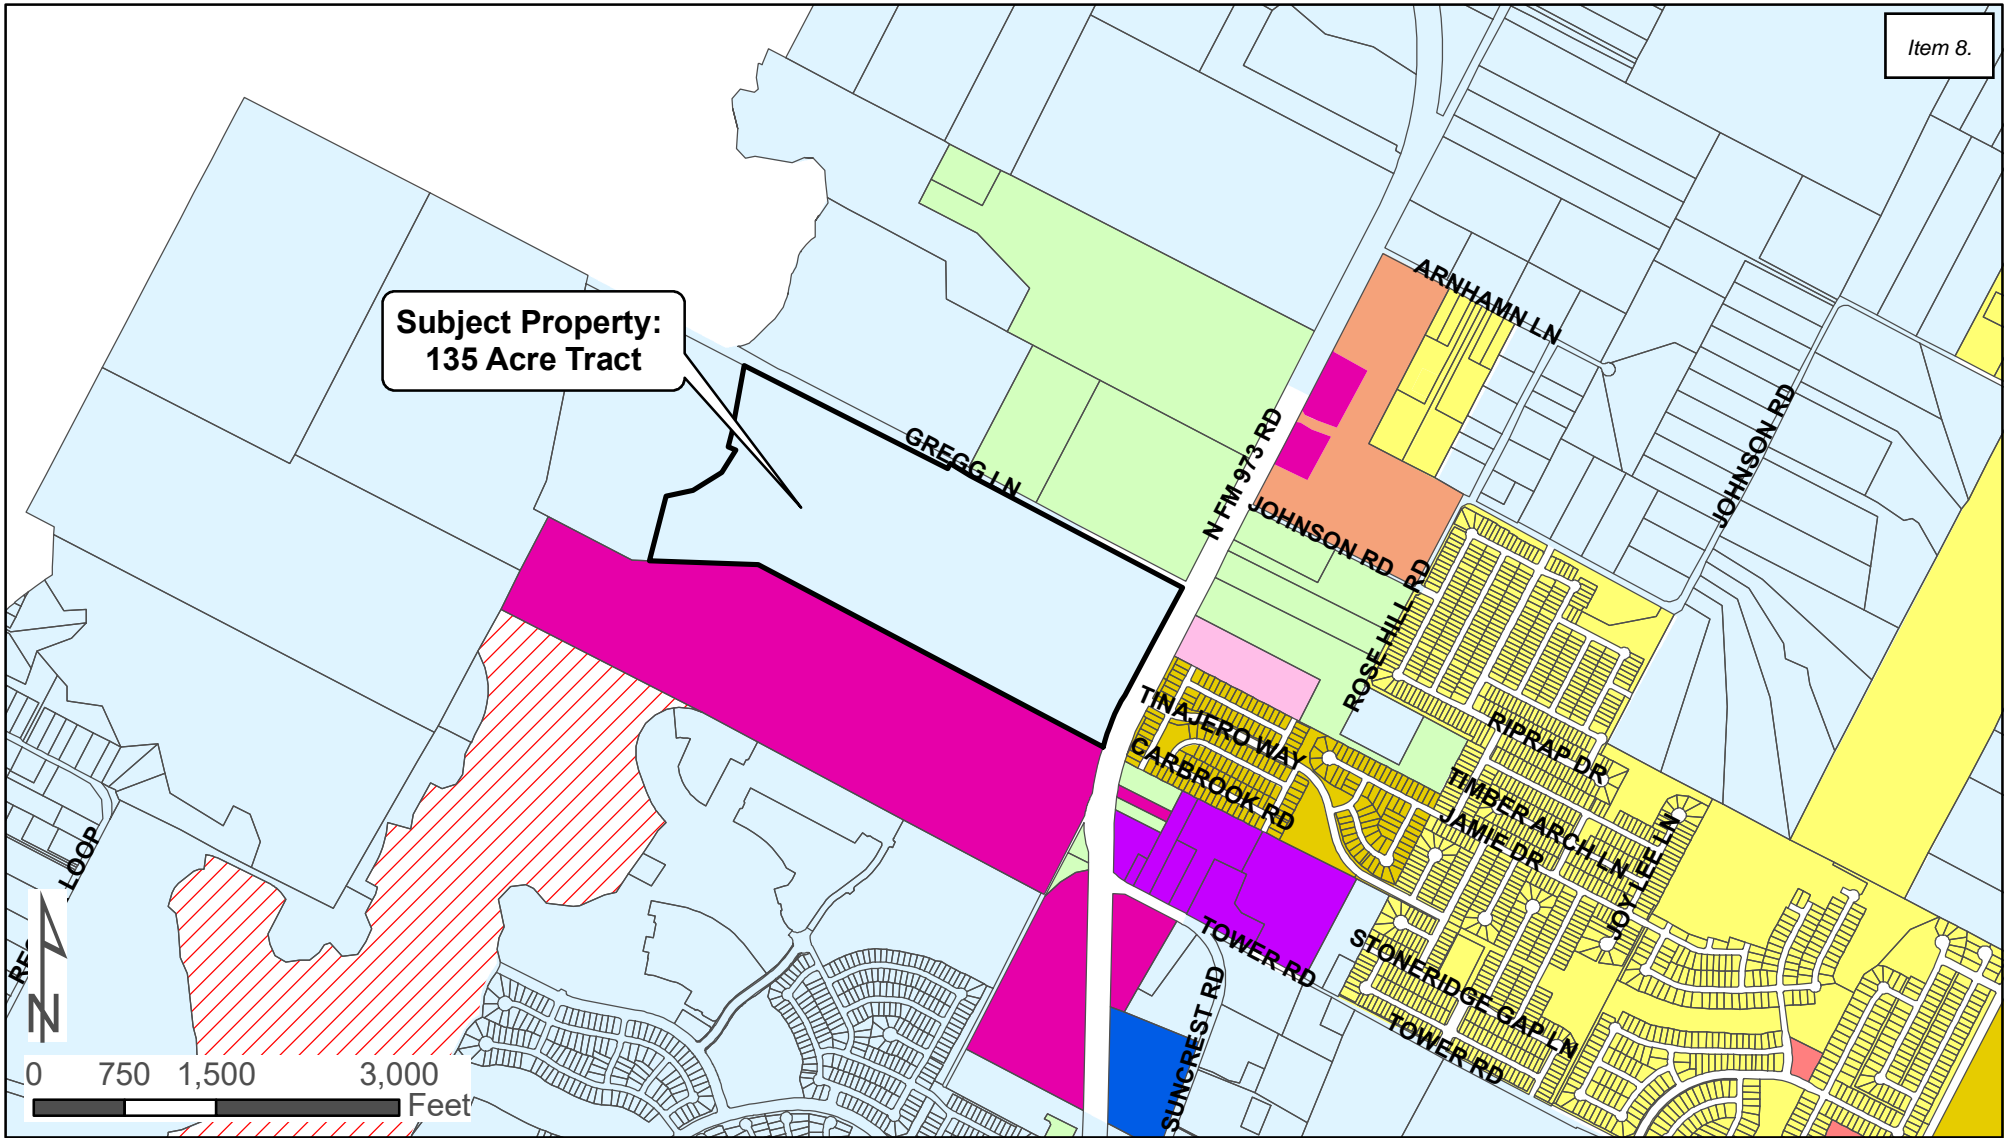 Item 8.
Subject Property:
135 Acre Tract
ARNHAMN LN
GREGG LN
N FM 973 RD
JOHNSON RD
JOHNSON RD
ROSE HILL RD
TINAJERO WAY
CARBROOK RD
RIPRAP DR
TIMBER ARCH LN
JAMIE DR
JOY LEE LN
TOWER RD
STONERIDGE GAP LN
TOWER RD
SUNCREST RD
LOOP
N
0 750 1,500 3,000
Feet